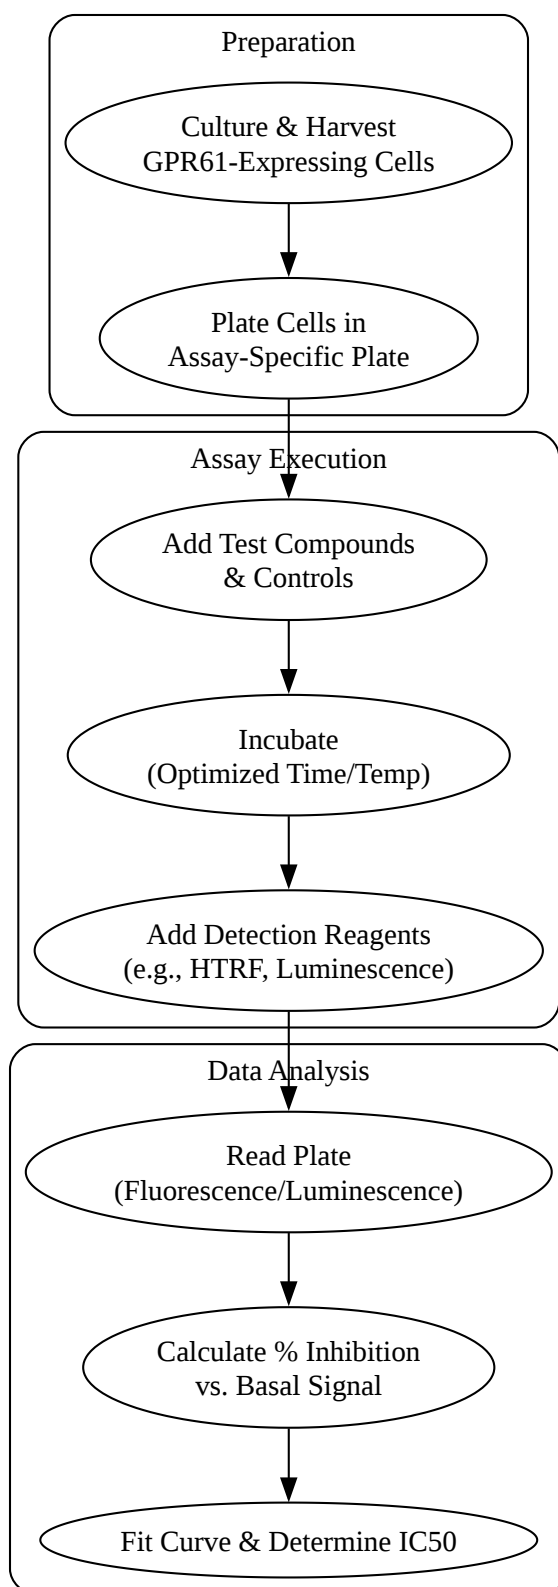 Preparation
Culture & Harvest
GPR61-Expressing Cells
Plate Cells in
Assay-Specific Plate
Assay Execution
Add Test Compounds
& Controls
Incubate
(Optimized Time/Temp)
Add Detection Reagents
(e.g., HTRF, Luminescence)
Data Analysis
Read Plate
(Fluorescence/Luminescence)
Calculate % Inhibition
vs. Basal Signal
Fit Curve & Determine IC50